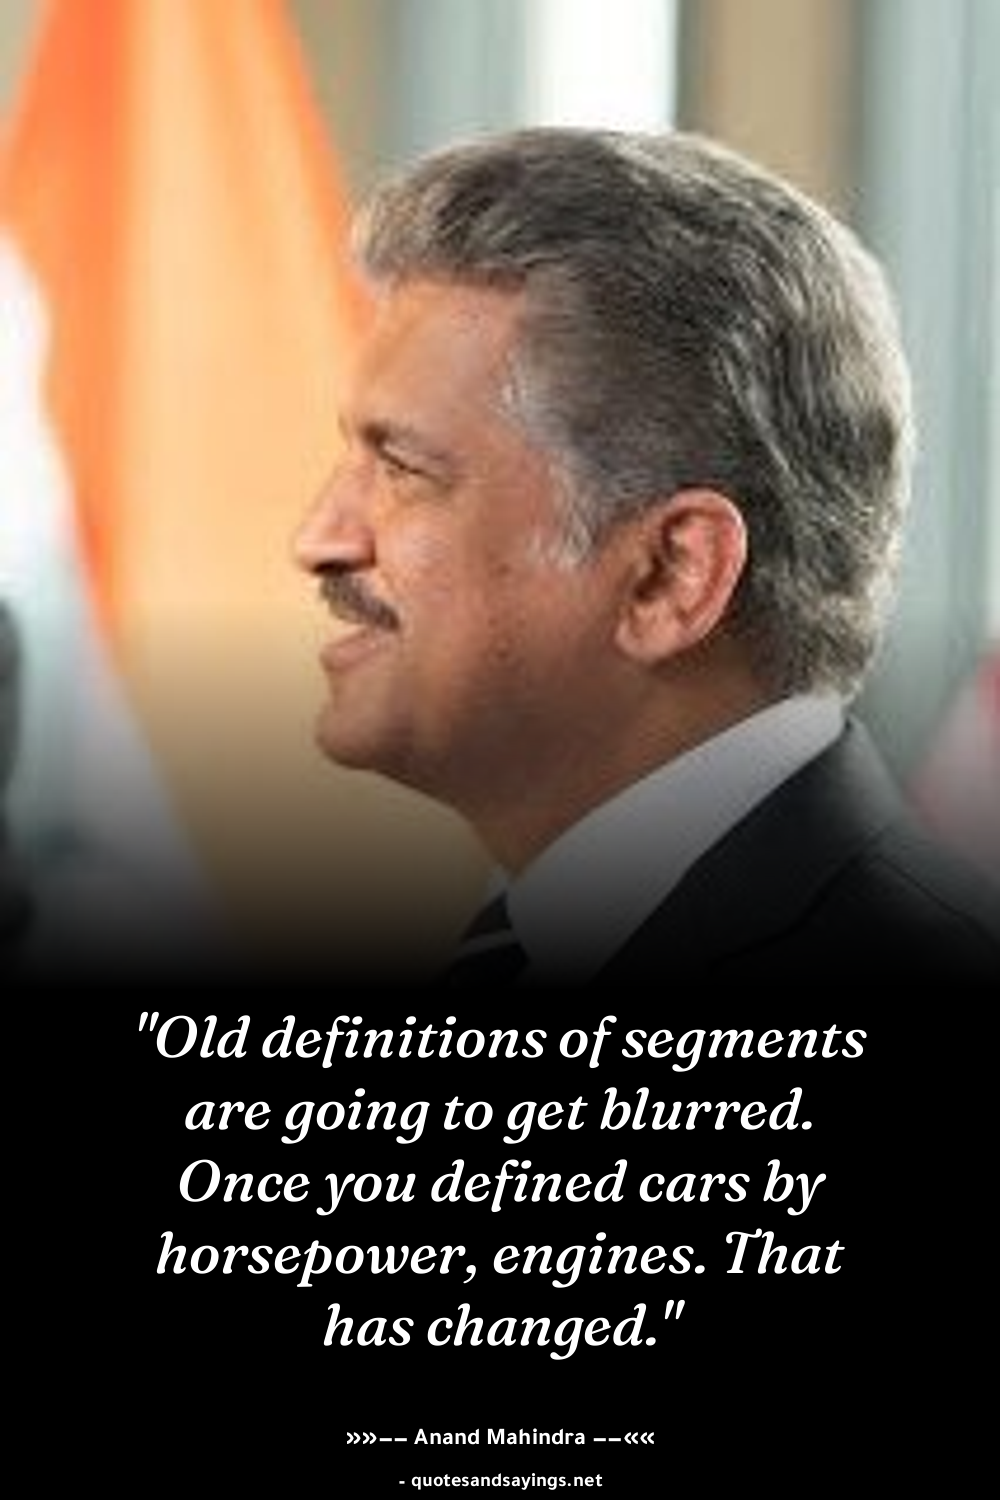 "Old definitions of segments
are going to get blurred.
Once you defined cars by
horsepower, engines. That
has changed."
»»−− Anand Mahindra −−««
- quotesandsayings.net